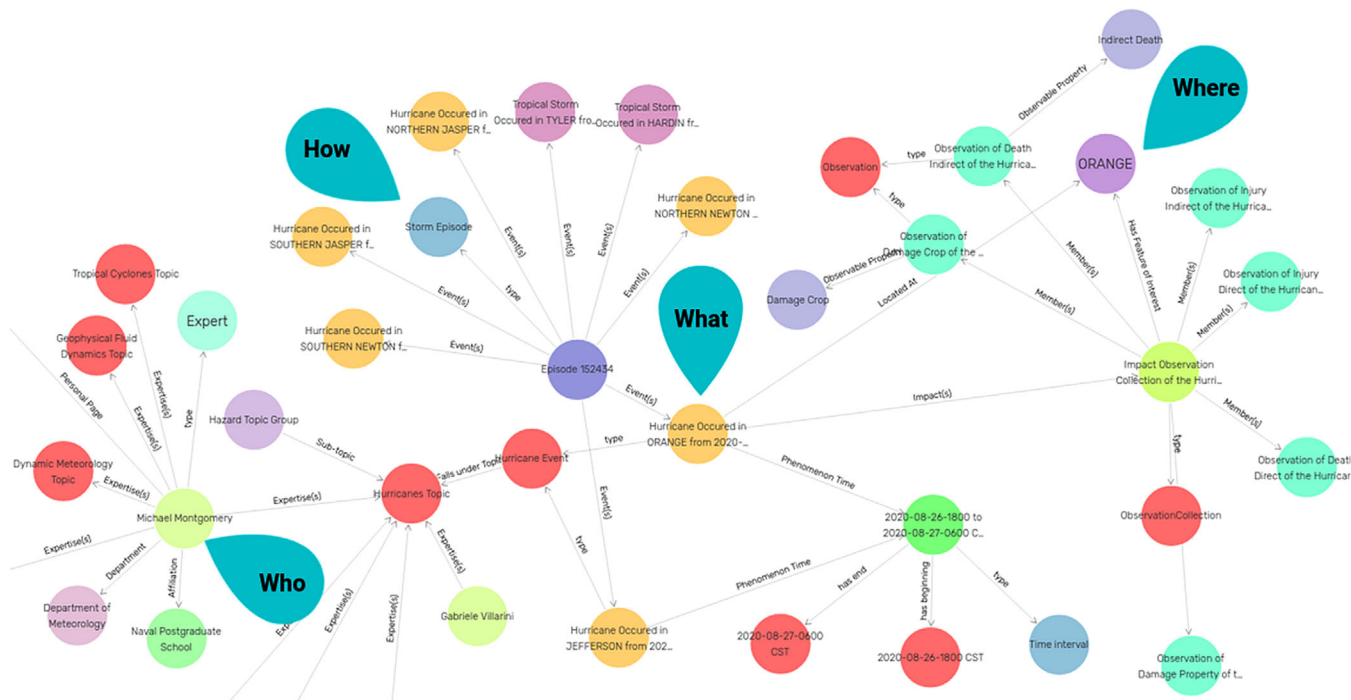 Indirect Death
Observable Property
Where
Hurricane Occured in
NORTHERN JASPER f...
Tropical Storm
Occured in TYLER fro...
Tropical Storm
Occured in HARDIN fr...
How
Observation
type
Observation of Death
Indirect of the Hurrica...
ORANGE
type
Observation of Injury
Indirect of the Hurrica...
Hurricane Occured in
NORTHERN NEWTON ...
Storm Episode
Hurricane Occured in
SOUTHERN JASPER f...
Event(s)
Event(s)
Event(s)
Event(s)
Event(s)
type
Observation of
Damage Crop of the ...
Observable Property
Damage Crop
Located At
Member(s)
Has Feature of Interest
Member(s)
Observation of Injury
Direct of the Hurrican...
Member(s)
Member(s)
Tropical Cyclones Topic
Expert
Geophysical Fluid
Dynamics Topic
Hurricane Occured in
SOUTHERN NEWTON f...
Event(s)
What
Episode 152434
Event(s)
Impact Observation
Collection of the Hurri...
Personal Page
Expertise(s)
Expertise(s)
type
Hazard Topic Group
Sub-topic
Hurricane Occured in
ORANGE from 2020-...
Impact(s)
Member(s)
type
type
Hurricane Event
Falls under Topic
Hurricanes Topic
Phenomenon Time
Observation of Death
Direct of the Hurrican
Dynamic Meteorology
Topic
Expertise(s)
Michael Montgomery
Expertise(s)
Event(s)
2020-08-26-1800 to
2020-08-27-0600 C...
ObservationCollection
Expertise(s)
Department
Affiliation
Who
Expertise(s)
type
Phenomenon Time
has end
has beginning
type
Department of
Meteorology
Naval Postgraduate
School
Expertise(s)
Expertise(s)
Gabriele Villarini
Hurricane Occured in
JEFFERSON from 202...
2020-08-27-0600
CST
2020-08-26-1800 CST
Time interval
Observation of
Damage Property of t...